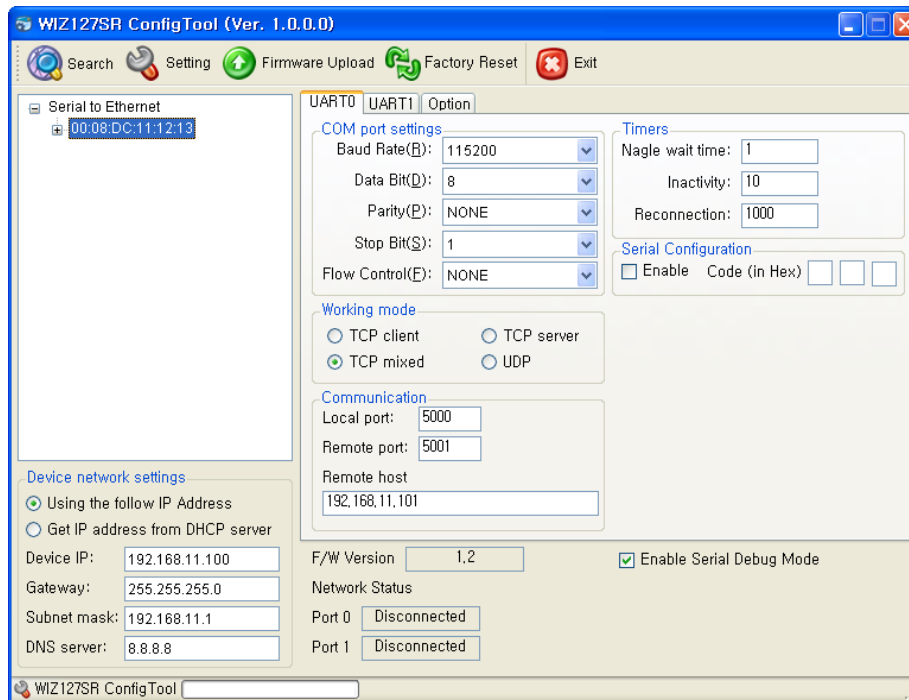 WIZ127SR ConfigTool (Ver. 1.0.0.0)
Search Setting Firmware Upload Factory Reset Exit
Serial to Ethernet
00:08:DC:11:12:13
UART0 UART1 Option
COM port settings
Baud Rate(R): 115200
Data Bit(D): 8
Parity(P): NONE
Stop Bit(S): 1
Flow Control(F): NONE
Timers
Nagle wait time: 1
Inactivity: 10
Reconnection: 1000
Serial Configuration
Enable Code (in Hex)
Working mode
TCP client TCP server
TCP mixed UDP
Communication
Local port: 5000
Remote port: 5001
Remote host
192,168,11,101
Device network settings
Using the follow IP Address
Get IP address from DHCP server
Device IP: 192.168.11.100
Gateway: 255.255.255.0
Subnet mask: 192.168.11.1
DNS server: 8.8.8.8
F/W Version 1,2
Enable Serial Debug Mode
Network Status
Port 0 Disconnected
Port 1 Disconnected
WIZ127SR ConfigTool